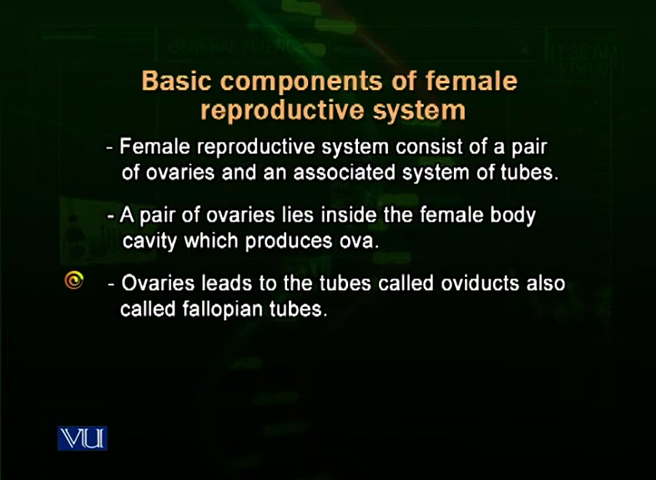 Basic components of female
reproductive system
- Female reproductive system consist of a pair
of ovaries and an associated system of tubes.
- A pair of ovaries lies inside the female body
cavity which produces ova.
- Ovaries leads to the tubes called oviducts also
called fallopian tubes.
VU